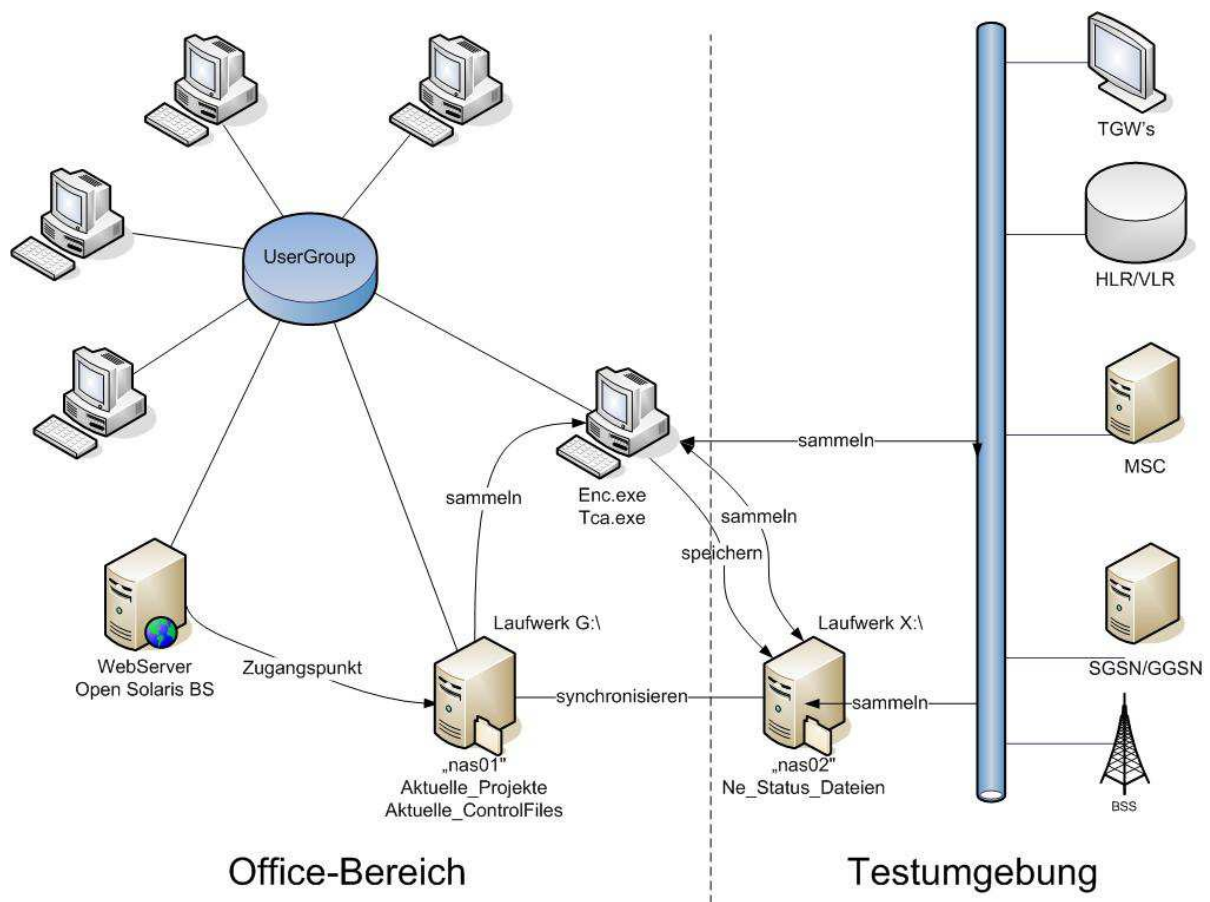 TGW's
UserGroup
HLR/VLR
sammeln
MSC
Enc.exe
Tca.exe
sammeln
sammeln
speichern
Laufwerk G:\
Laufwerk X:\
WebServer
Open Solaris BS
Zugangspunkt
SGSN/GGSN
synchronisieren
sammeln
„nas01"
Aktuelle_Projekte
Aktuelle_ControlFiles
„nas02"
Ne_Status_Dateien
BSS
Office-Bereich
Testumgebung